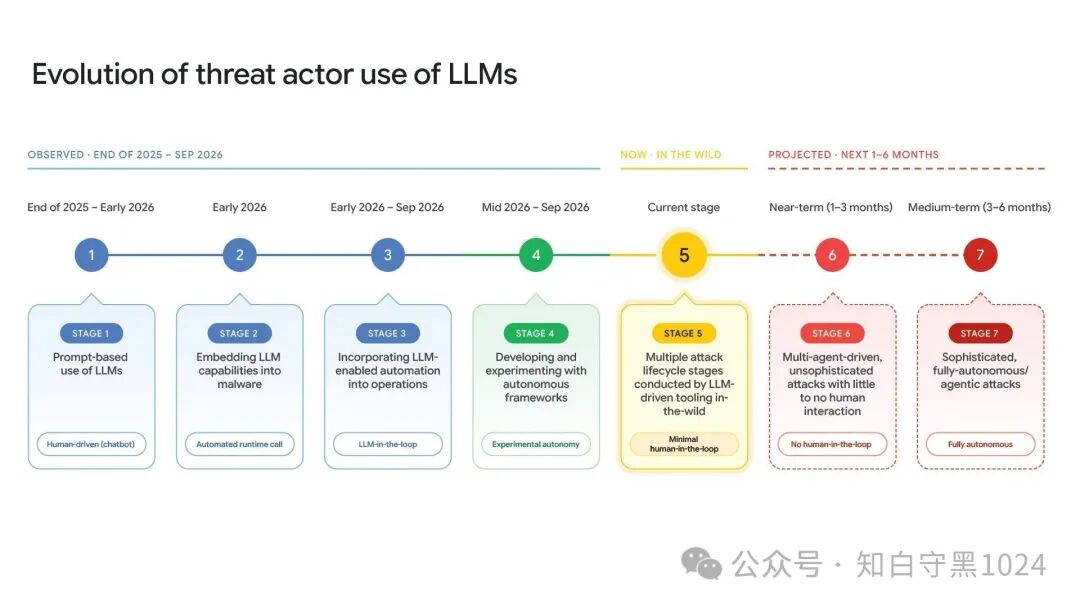 Evolution of threat actor use of LLMs
OBSERVED · END OF 2025 – SEP 2026
NOW · IN THE WILD
PROJECTED · NEXT 1–6 MONTHS
End of 2025 – Early 2026
Early 2026
Early 2026 – Sep 2026
Mid 2026 – Sep 2026
Current stage
Near-term (1–3 months)
Medium-term (3–6 months)
1
2
3
4
5
6
7
STAGE 1
Prompt-based
use of LLMs
Human-driven (chatbot)
STAGE 2
Embedding LLM
capabilities into
malware
Automated runtime call
STAGE 3
Incorporating LLM-
enabled automation
into operations
LLM-in-the-loop
STAGE 4
Developing and
experimenting with
autonomous
frameworks
Experimental autonomy
STAGE 5
Multiple attack
lifecycle stages
conducted by LLM-
driven tooling in-
the-wild
Minimal
human-in-the-loop
STAGE 6
Multi-agent-driven,
unsophisticated
attacks with little
to no human
interaction
No human-in-the-loop
STAGE 7
Sophisticated,
fully-autonomous/
agentic attacks
Fully autonomous
公众号 · 知白守黑1024